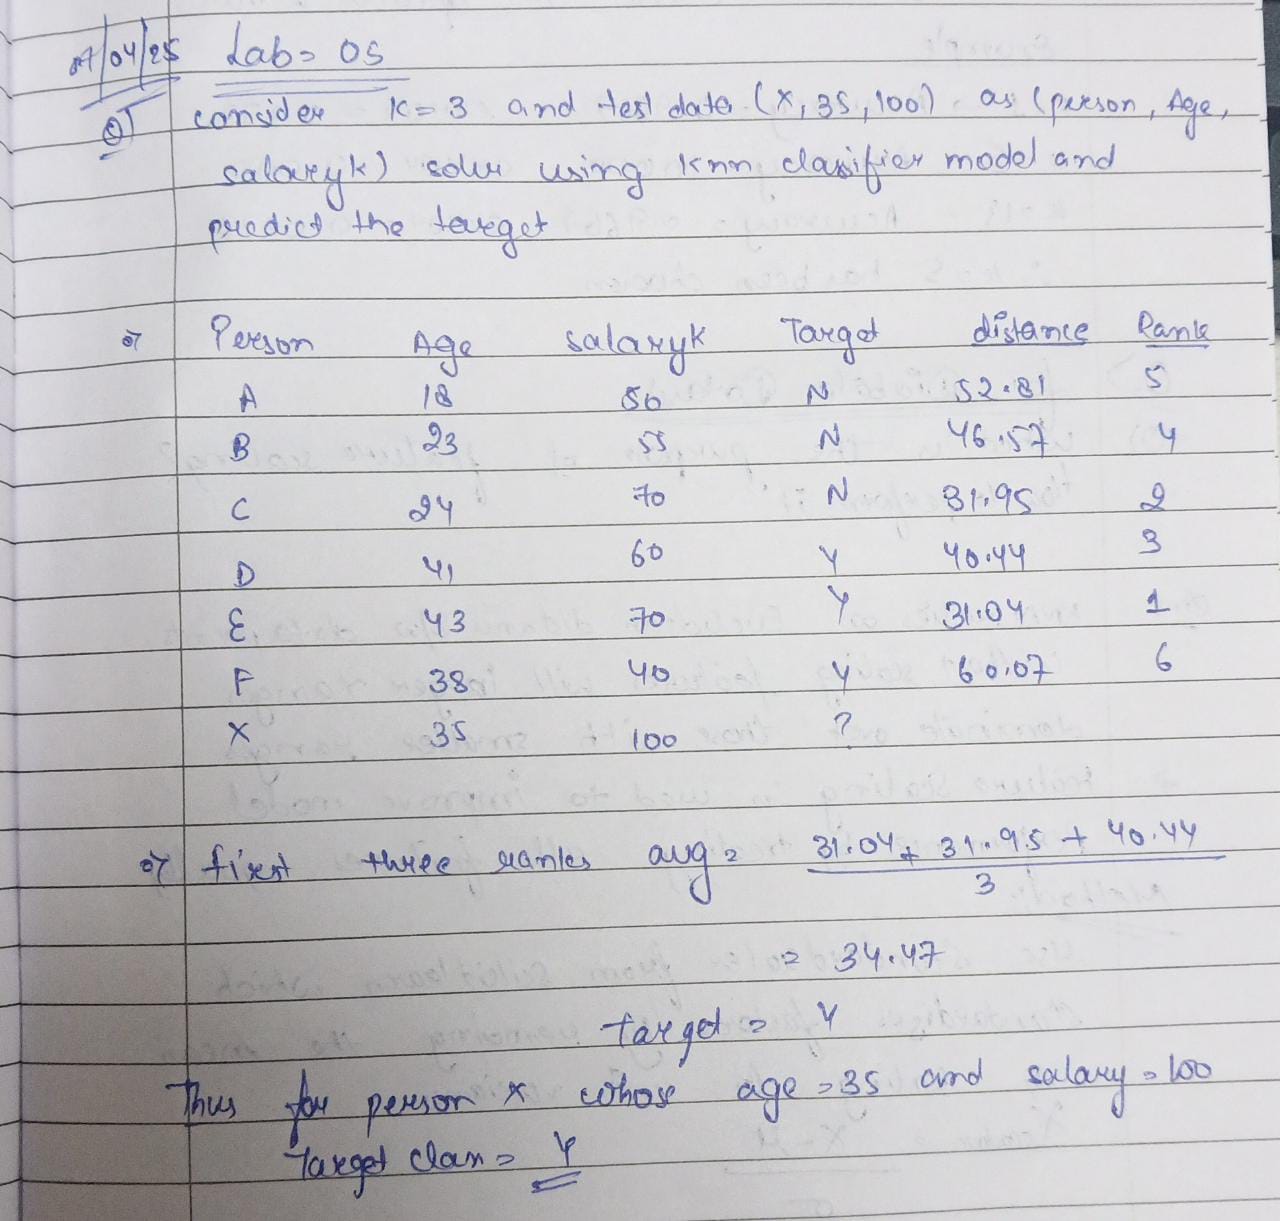 07/04/25 Lab = 05
Q) consider K=3 and test data (X, 35, 100) as (person, Age,
salaryk) solve using Knn clasifier model and
predict the target
Person Age salaryk Target distance Rank
A 18 50 N 52.81 5
B 23 55 N 46.57 4
C 24 70 N 31.95 2
D 41 60 Y 40.44 3
E 43 70 Y 31.04 1
F 38 40 Y 60.07 6
X 35 100 ?
first three ranks avg = 31.04 + 31.95 + 40.44
3
= 34.47
target = Y
Thus for person X whose age = 35 and salary = 100
Target class = Y